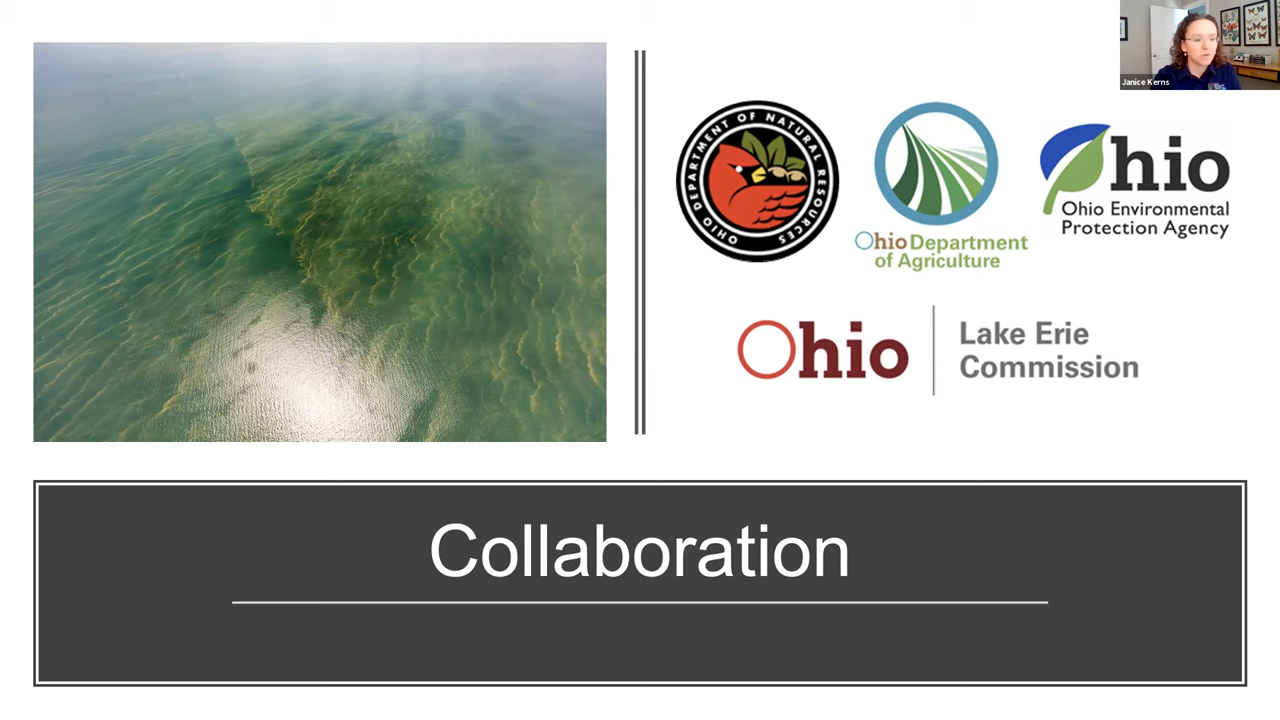 Janice Kerns
OHIO DEPARTMENT OF NATURAL RESOURCES
Ohio Department
of Agriculture
Ohio
Ohio Environmental
Protection Agency
Ohio
Lake Erie
Commission
Collaboration